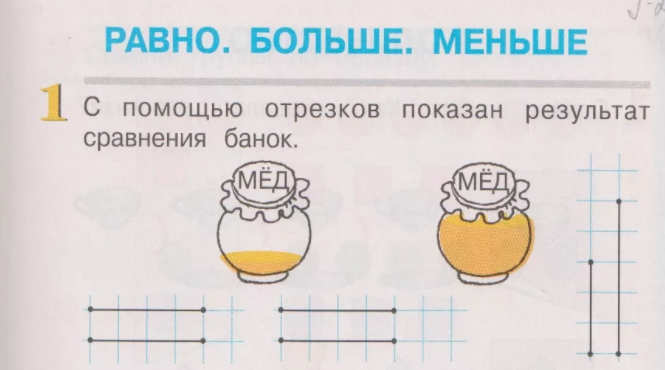 РАВНО. БОЛЬШЕ. МЕНЬШЕ
1 С помощью отрезков показан результат
сравнения банок.
МЁД МЁД